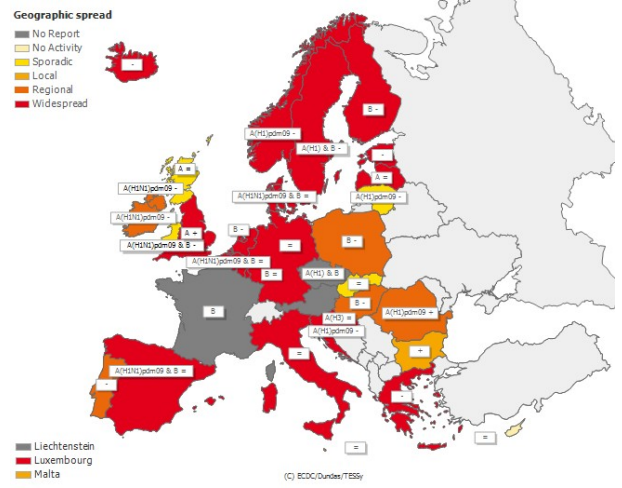 Geographic spread
No Report
No Activity
Sporadic
Local
Regional
Widespread
-
B -
A(H1)pdm09 -
A(H1) & B -
-
A =
A =
A(H1N1)pdm09 -
A(H1N1)pdm09 & B =
A(H1)pdm09 -
A(H1N1)pdm09 -
A +
B -
A(H1N1)pdm09 & B -
=
B -
A(H1N1)pdm09 & B =
B =
A(H1) & B
=
B
B -
A(H1)pdm09 +
A(H3) =
A(H1)pdm09 -
=
+
A(H1N1)pdm09 & B =
-
-
=
=
Liechtenstein
Luxembourg
Malta
(C) ECDC/Dundas/TESSy